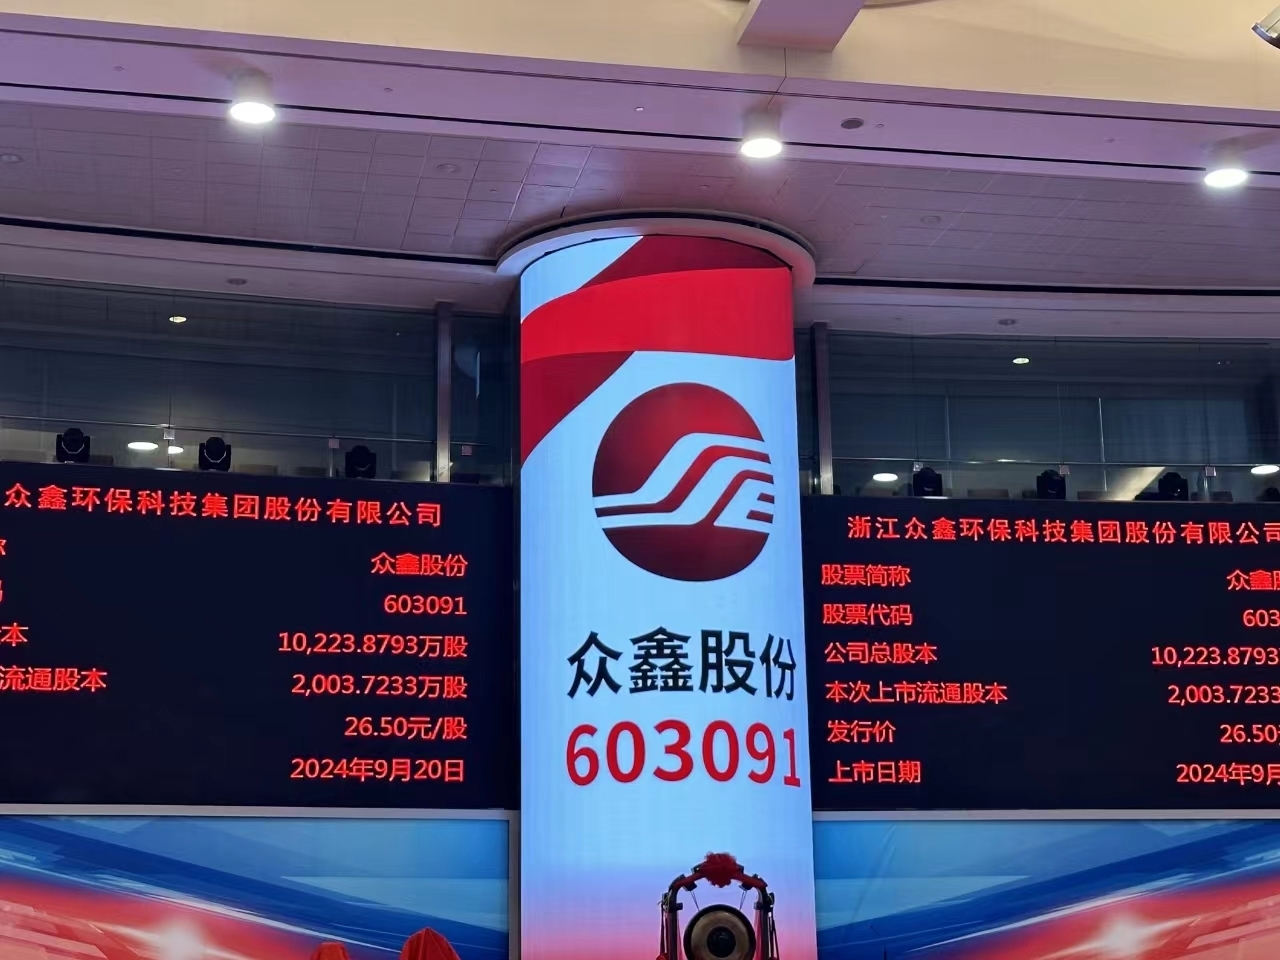 众鑫环保科技集团股份有限公司
众鑫股份
603091
本 10,223.8793万股
流通股本 2,003.7233万股
26.50元/股
2024年9月20日
众鑫股份
603091
浙江众鑫环保科技集团股份有限公司
股票简称 众鑫
股票代码 603
公司总股本 10,223.8793
本次上市流通股本 2,003.7233
发行价 26.50
上市日期 2024年9月